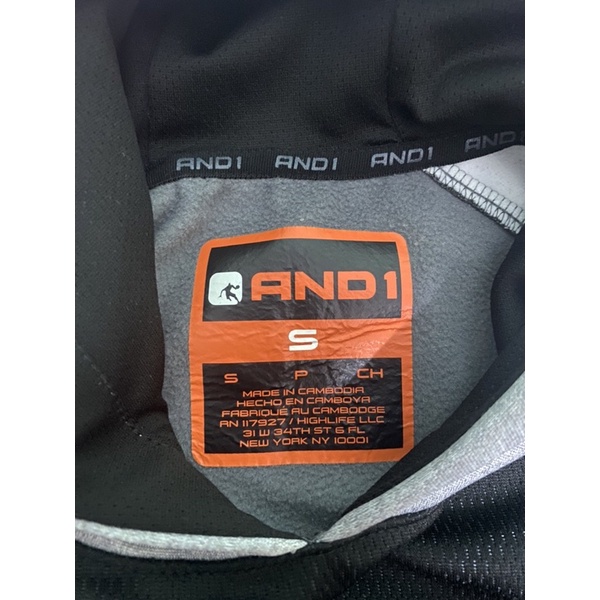 AND1 AND1 AND1 AND1
AND1
S
S P CH
MADE IN CAMBODIA
HECHO EN CAMBOYA
FABRIQUÉ AU CAMBODGE
AN 117927 / HIGHLIFE LLC
31 W 34TH ST 6 FL
NEW YORK NY 10001